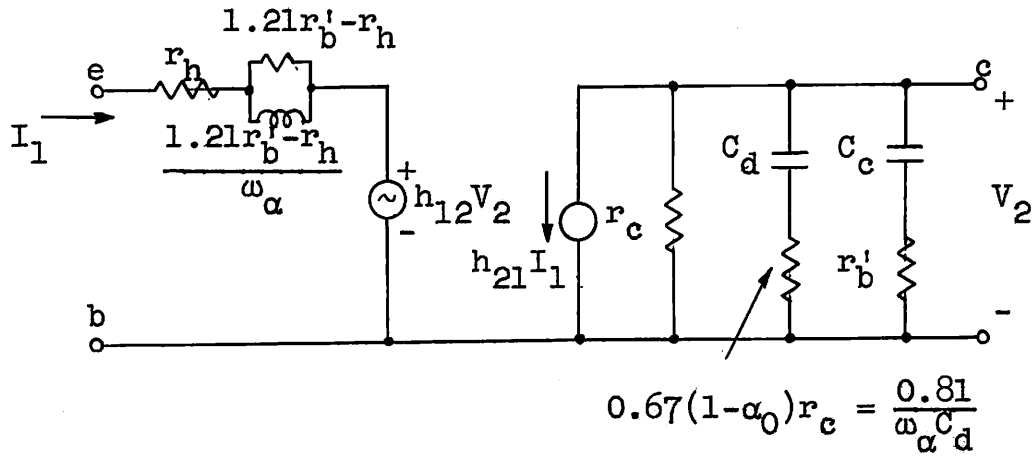 1.21r_b'-r_h
r_h
e
I_1
1.21r_b'-r_h
ω_α
+
h_12V_2
-
b
r_c
h_21I_1
C_d
C_c
r_b'
c
+
V_2
-
0.67(1-α_0)r_c = 0.81
ω_αC_d